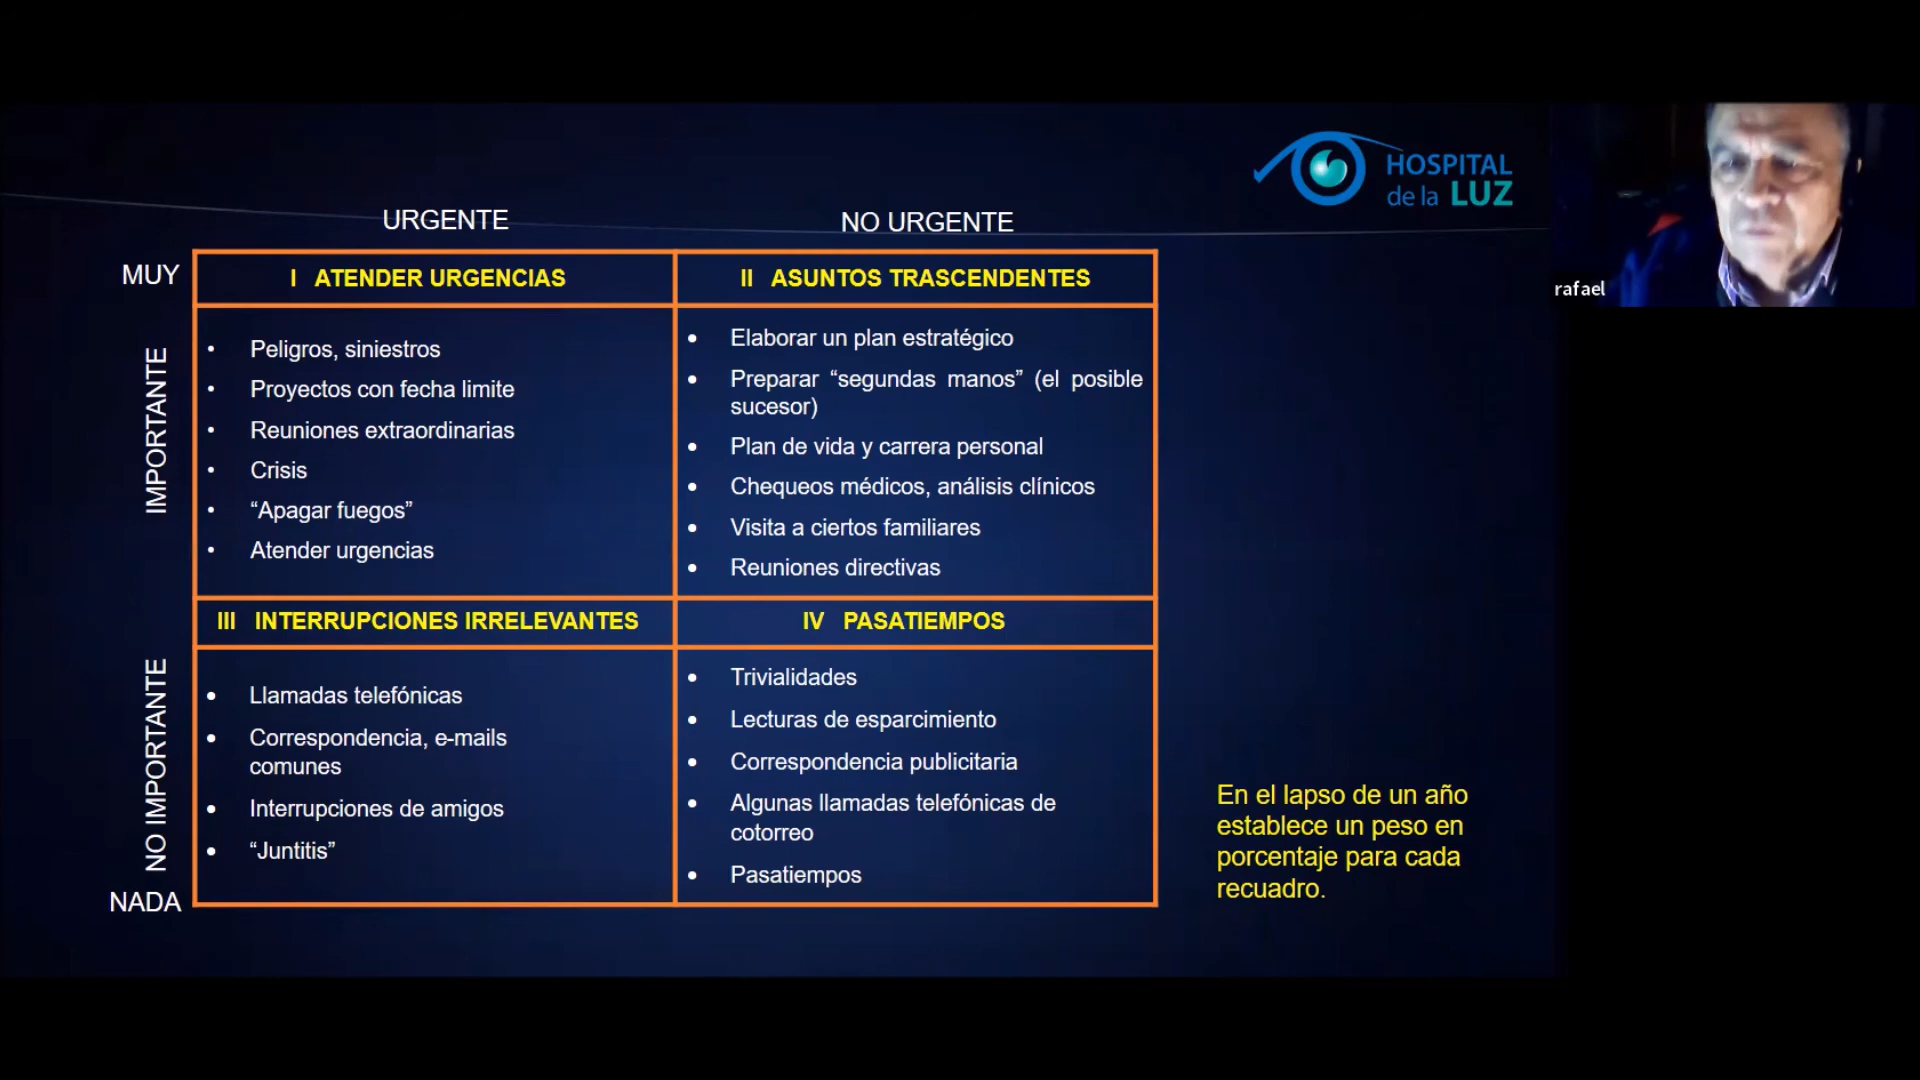 HOSPITAL
de la LUZ
URGENTE
NO URGENTE
MUY
IMPORTANTE
I ATENDER URGENCIAS
• Peligros, siniestros
• Proyectos con fecha limite
• Reuniones extraordinarias
• Crisis
• “Apagar fuegos”
• Atender urgencias
II ASUNTOS TRASCENDENTES
• Elaborar un plan estratégico
• Preparar “segundas manos” (el posible
sucesor)
• Plan de vida y carrera personal
• Chequeos médicos, análisis clínicos
• Visita a ciertos familiares
• Reuniones directivas
NO IMPORTANTE
NADA
III INTERRUPCIONES IRRELEVANTES
• Llamadas telefónicas
• Correspondencia, e-mails
comunes
• Interrupciones de amigos
• “Juntitis”
IV PASATIEMPOS
• Trivialidades
• Lecturas de esparcimiento
• Correspondencia publicitaria
• Algunas llamadas telefónicas de
cotorreo
• Pasatiempos
En el lapso de un año
establece un peso en
porcentaje para cada
recuadro.
rafael